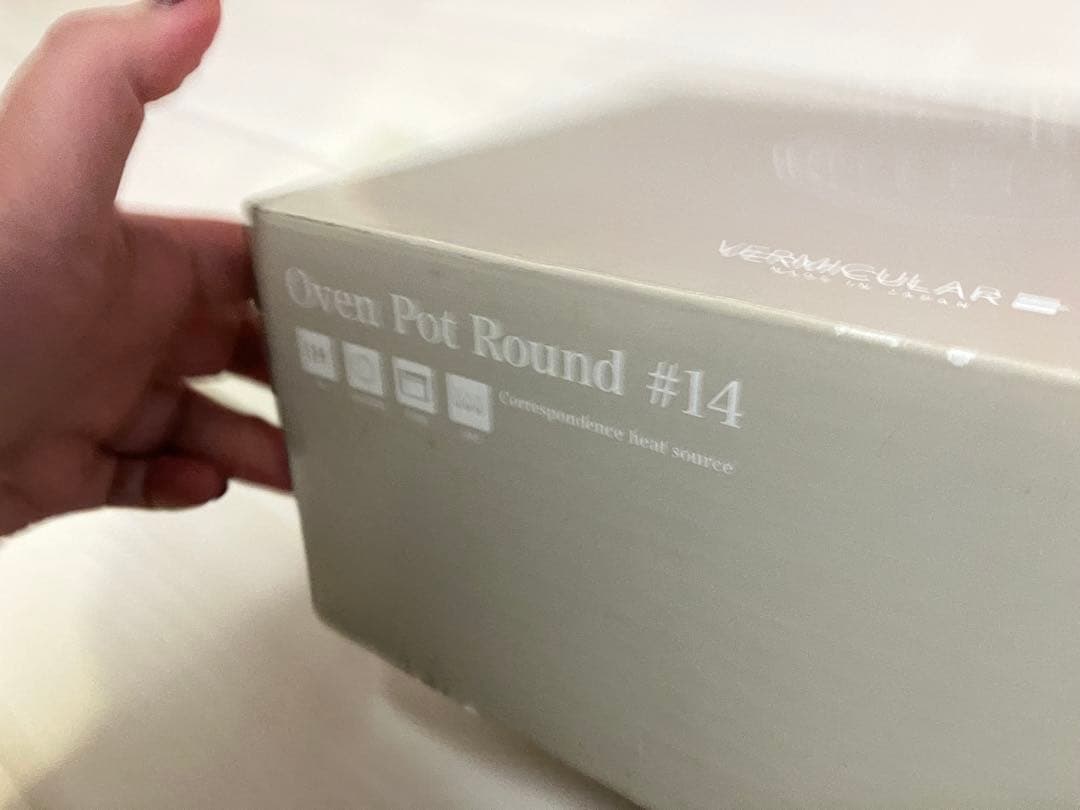 VERMICULAR
MADE IN JAPAN
Oven Pot Round #14
Correspondence heat source